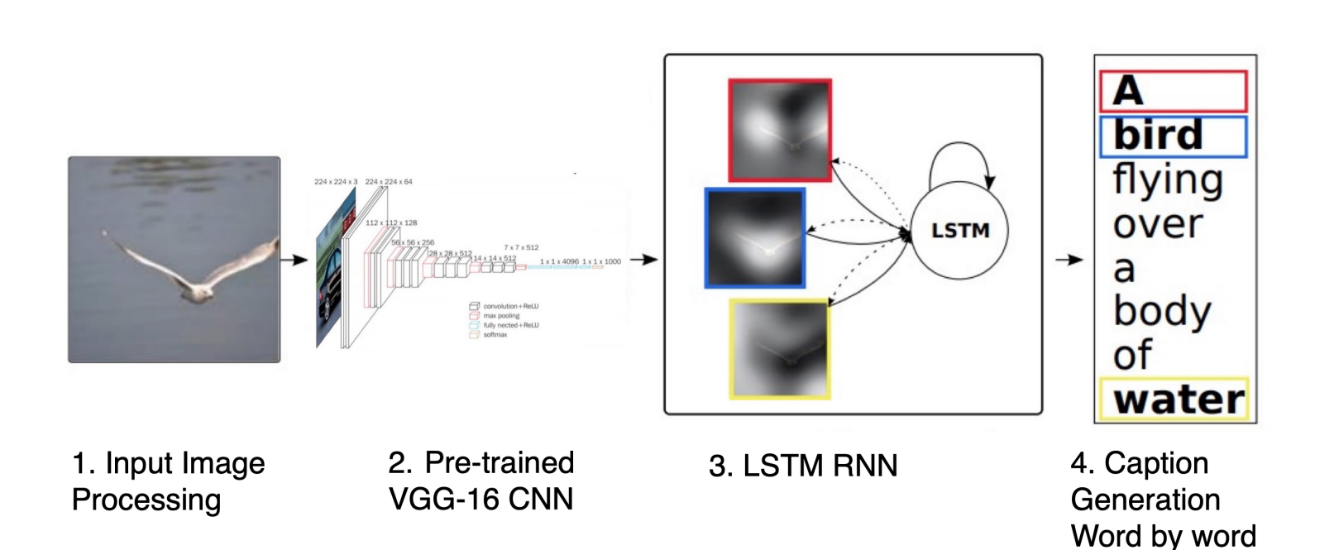 224 x 224 x 3   224 x 224 x 64
112 x 112 x 128
56 x 56 x 256
28 x 28 x 512
14 x 14 x 512
7 x 7 x 512
1 x 1 x 4096   1 x 1 x 1000
convolution+ReLU
max pooling
fully nected+ReLU
softmax
LSTM
A
bird
flying
over
a
body
of
water
1. Input Image
Processing
2. Pre-trained
VGG-16 CNN
3. LSTM RNN
4. Caption
Generation
Word by word